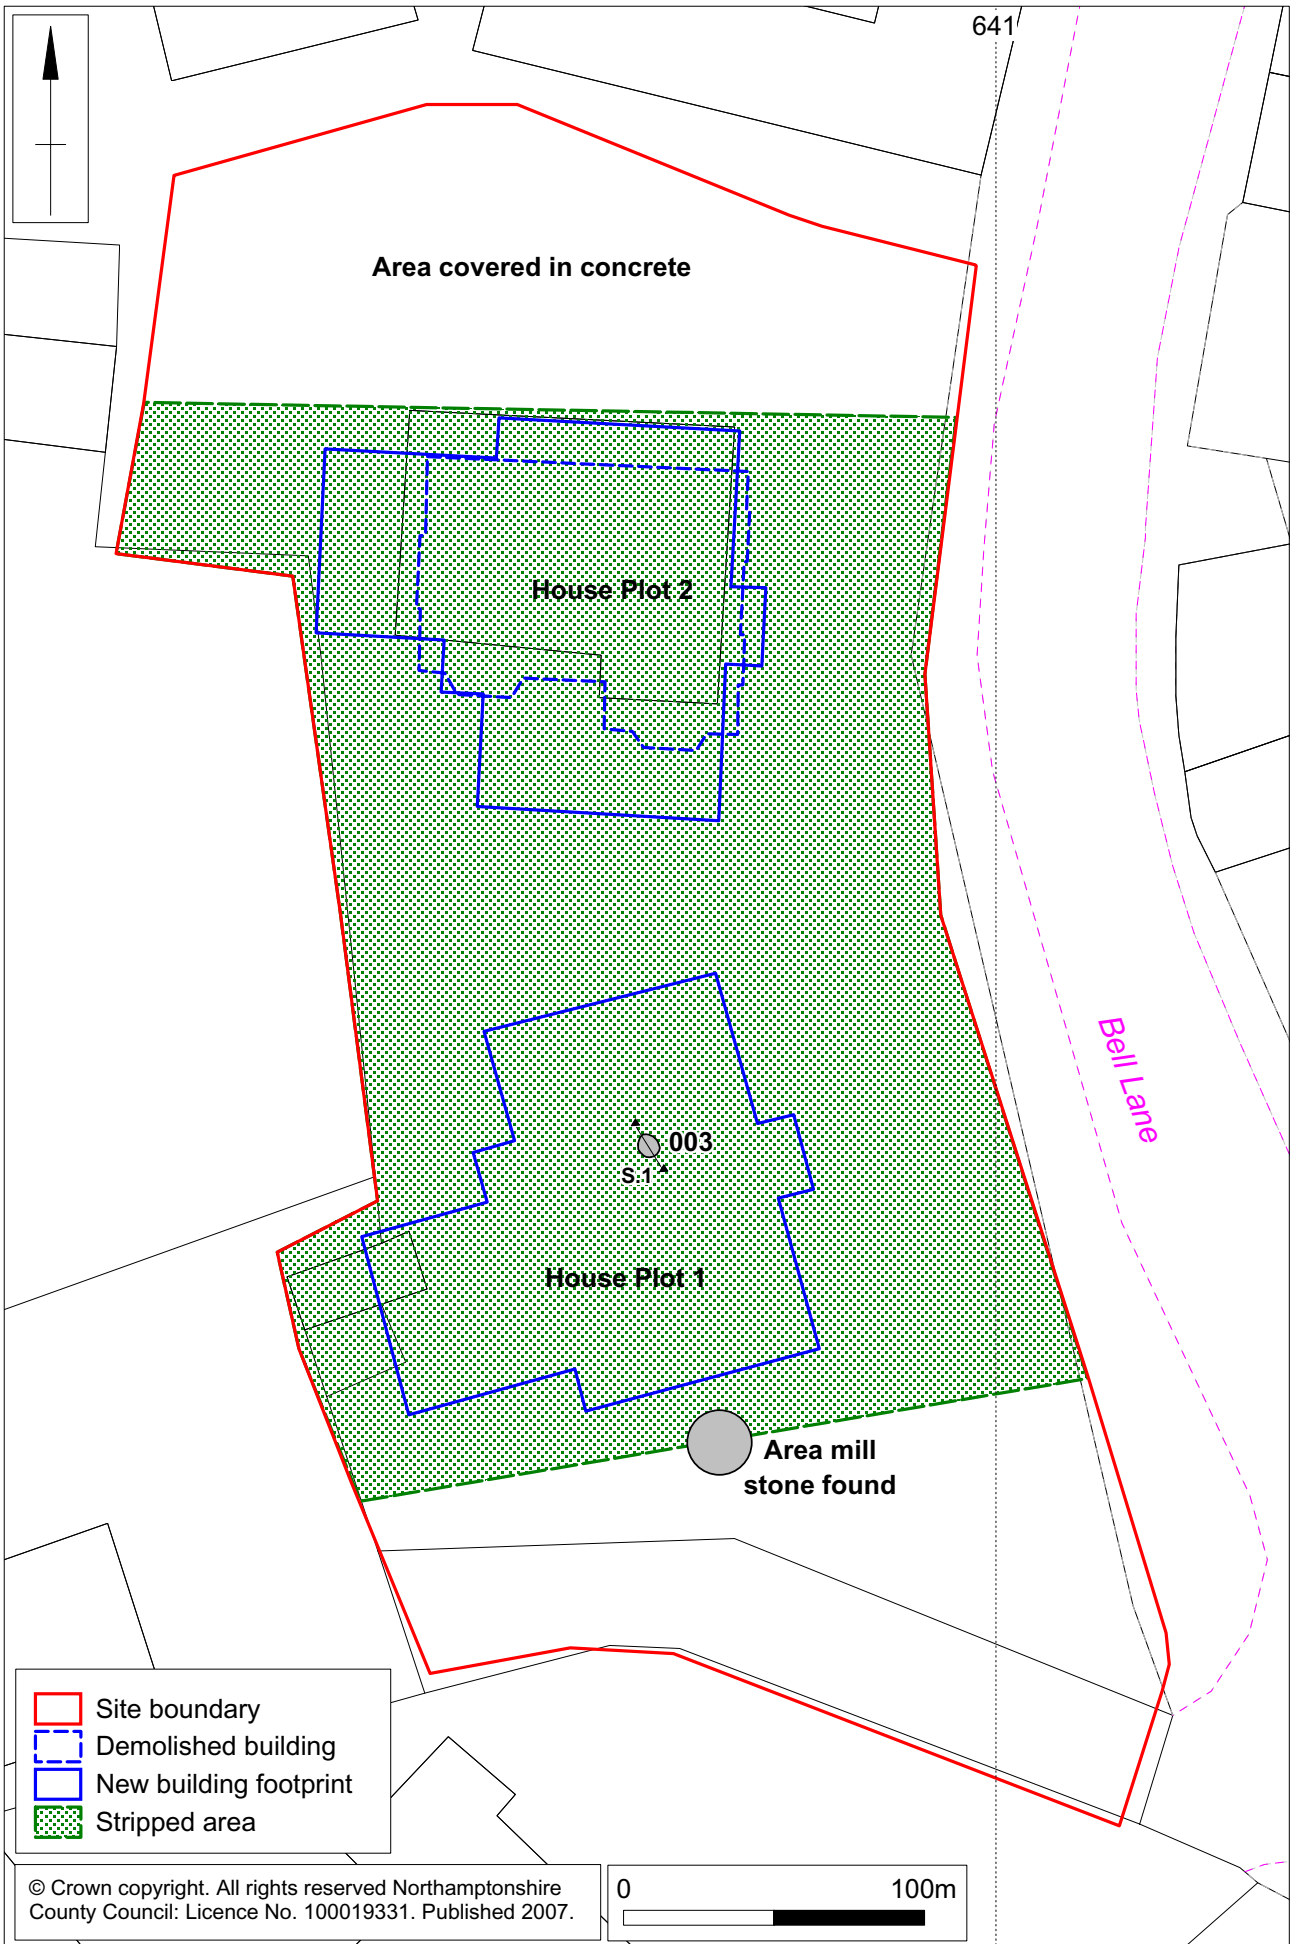 641
Area covered in concrete
House Plot 2
Bell Lane
003
S.1
House Plot 1
Area mill
stone found
Site boundary
Demolished building
New building footprint
Stripped area
© Crown copyright. All rights reserved Northamptonshire
County Council: Licence No. 100019331. Published 2007.
0 100m